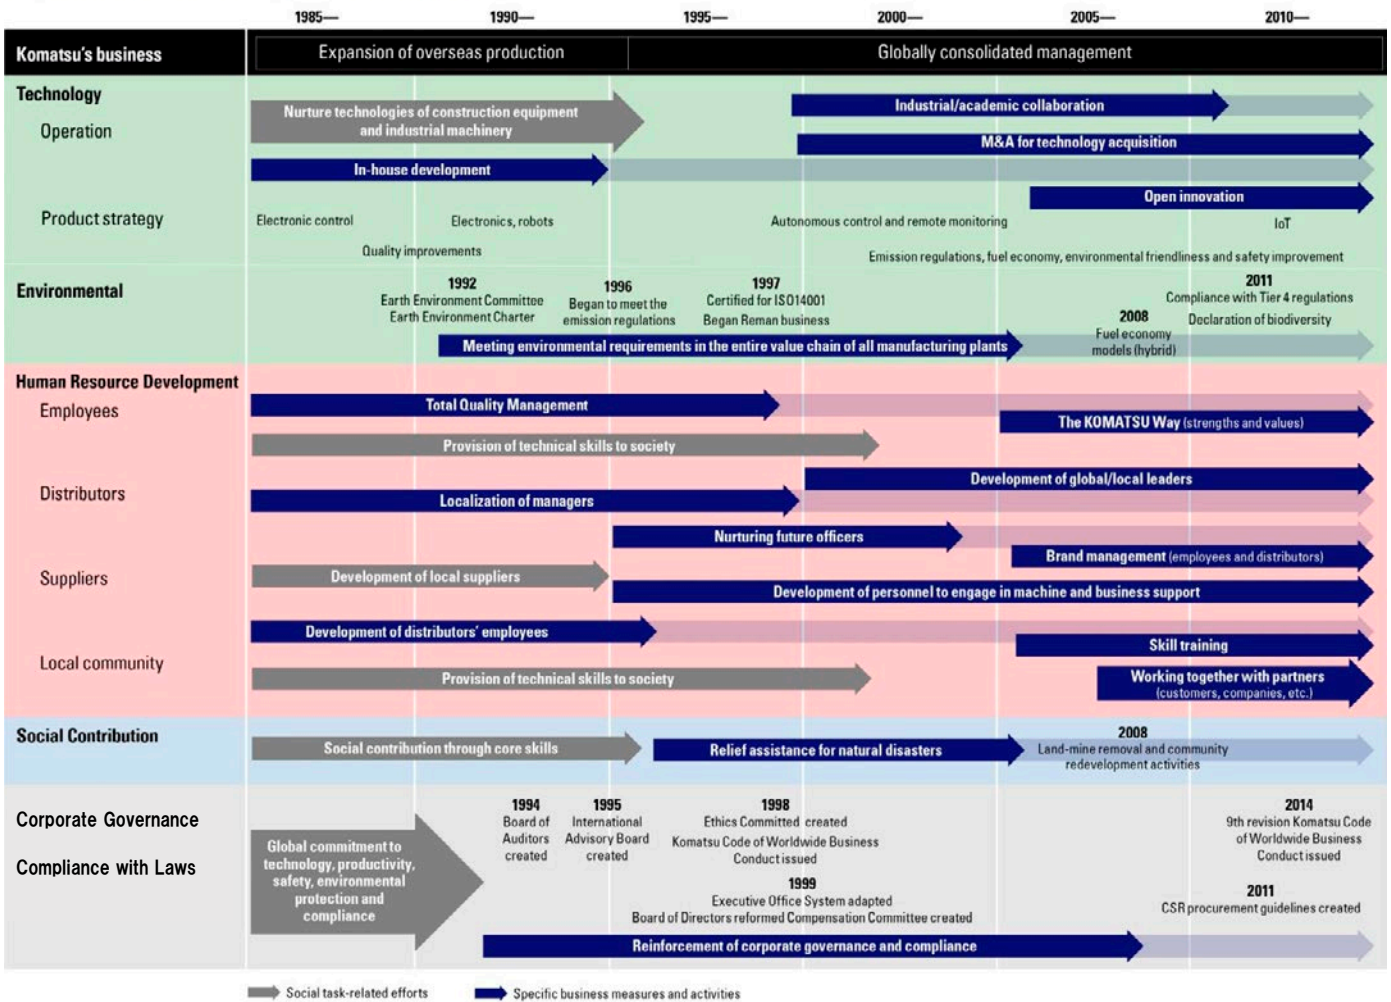 1985—
1990—
1995—
2000—
2005—
2010—
Komatsu's business
Expansion of overseas production
Globally consolidated management
Technology
Operation
Nurture technologies of construction equipment
and industrial machinery
Industrial/academic collaboration
M&A for technology acquisition
In-house development
Open innovation
Product strategy
Electronic control
Electronics, robots
Autonomous control and remote monitoring
IoT
Quality improvements
Emission regulations, fuel economy, environmental friendliness and safety improvement
Environmental
1992
Earth Environment Committee
Earth Environment Charter
1996
Began to meet the
emission regulations
1997
Certified for ISO14001
Began Reman business
2011
Compliance with Tier 4 regulations
Declaration of biodiversity
2008
Fuel economy
models (hybrid)
Meeting environmental requirements in the entire value chain of all manufacturing plants
Human Resource Development
Employees
Total Quality Management
The KOMATSU Way (strengths and values)
Provision of technical skills to society
Distributors
Development of global/local leaders
Localization of managers
Nurturing future officers
Brand management (employees and distributors)
Suppliers
Development of local suppliers
Development of personnel to engage in machine and business support
Development of distributors' employees
Skill training
Local community
Provision of technical skills to society
Working together with partners
(customers, companies, etc.)
Social Contribution
Social contribution through core skills
Relief assistance for natural disasters
2008
Land-mine removal and community
redevelopment activities
Corporate Governance
Compliance with Laws
Global commitment to
technology, productivity,
safety, environmental
protection and
compliance
1994
Board of
Auditors
created
1995
International
Advisory Board
created
1998
Ethics Committed created
Komatsu Code of Worldwide Business
Conduct issued
1999
Executive Office System adapted
Board of Directors reformed Compensation Committee created
2014
9th revision Komatsu Code
of Worldwide Business
Conduct issued
2011
CSR procurement guidelines created
Reinforcement of corporate governance and compliance
Social task-related efforts
Specific business measures and activities